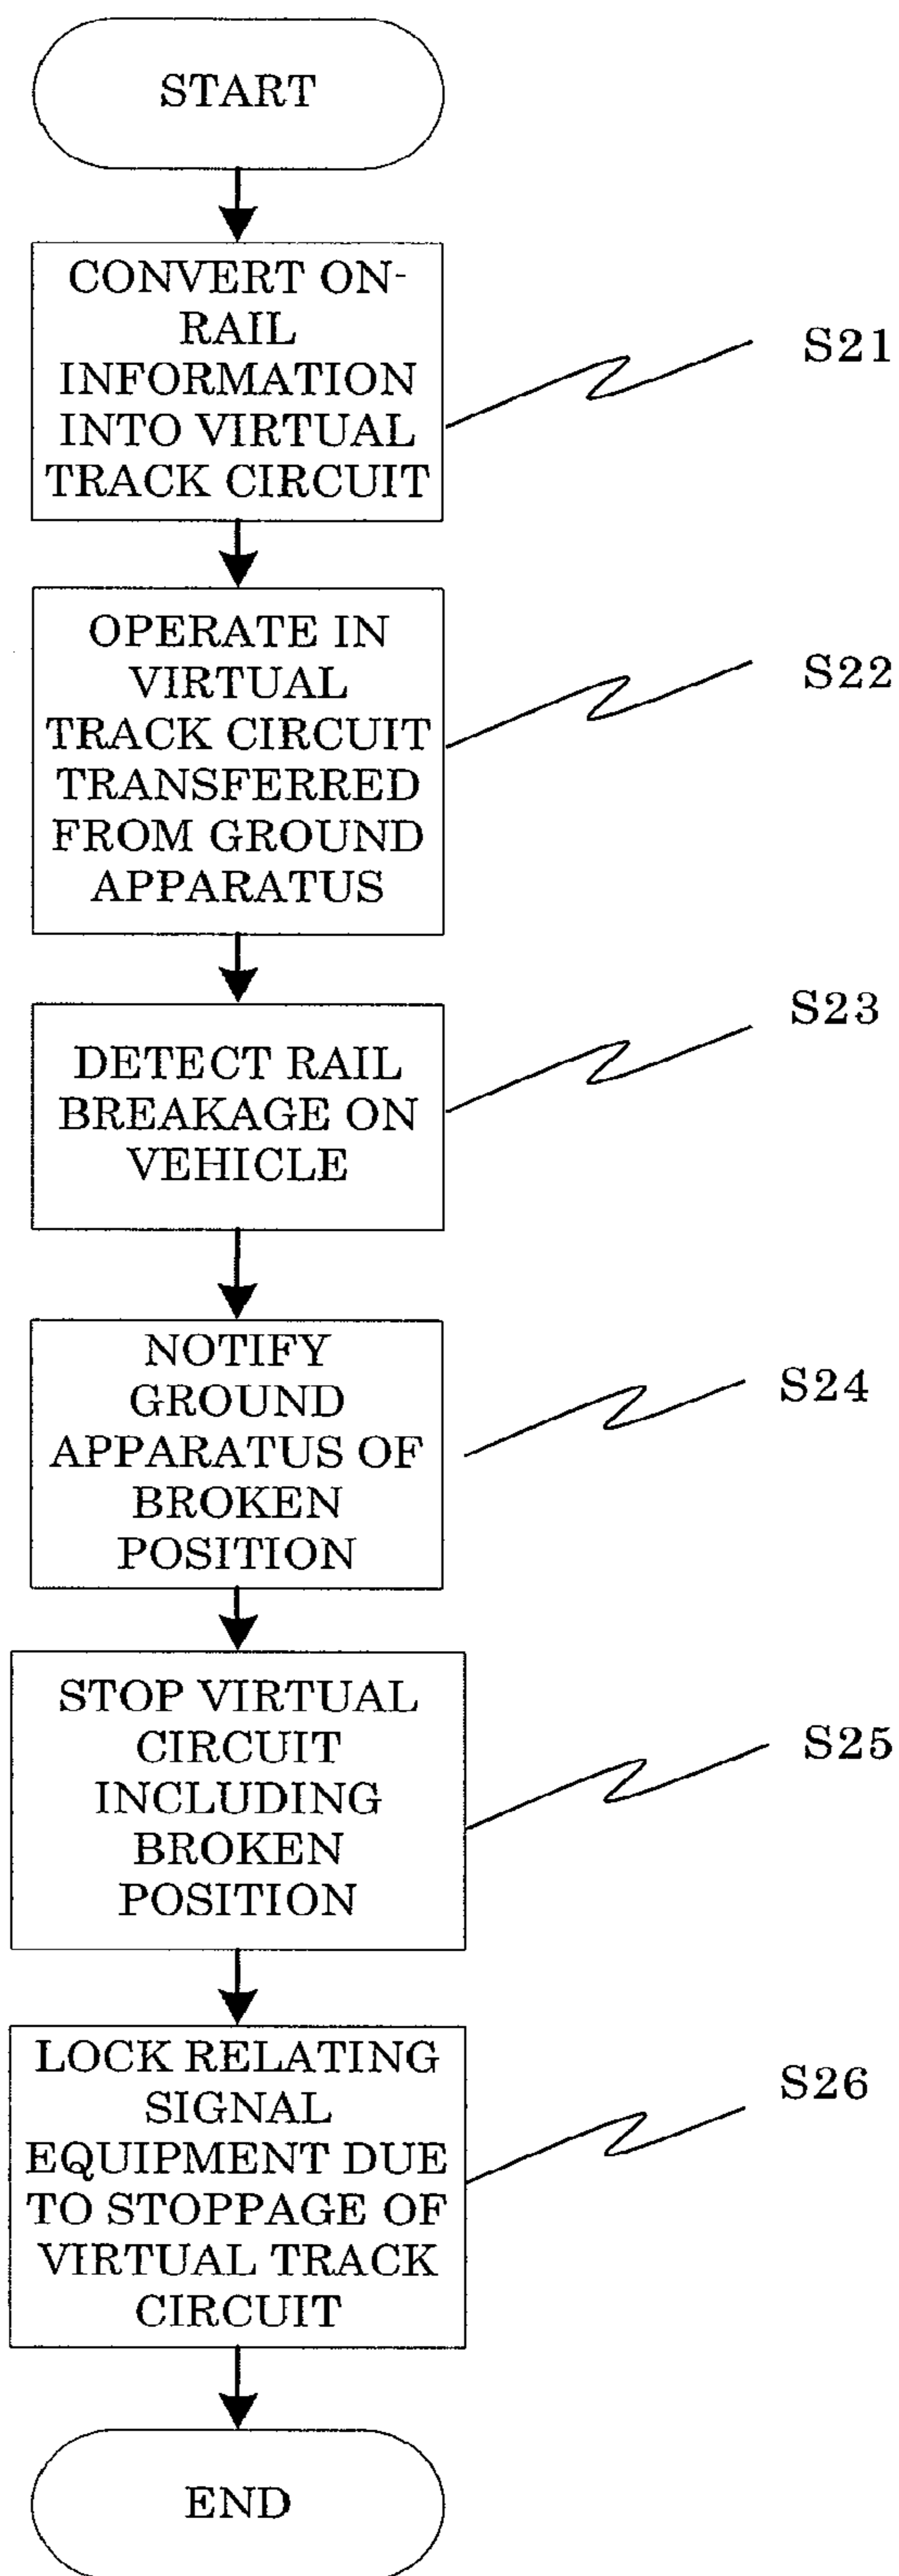 START
CONVERT ON-
RAIL
INFORMATION
INTO VIRTUAL
TRACK CIRCUIT
S21
OPERATE IN
VIRTUAL
TRACK CIRCUIT
TRANSFERRED
FROM GROUND
APPARATUS
S22
DETECT RAIL
BREAKAGE ON
VEHICLE
S23
NOTIFY
GROUND
APPARATUS OF
BROKEN
POSITION
S24
STOP VIRTUAL
CIRCUIT
INCLUDING
BROKEN
POSITION
S25
LOCK RELATING
SIGNAL
EQUIPMENT DUE
TO STOPPAGE OF
VIRTUAL TRACK
CIRCUIT
S26
END